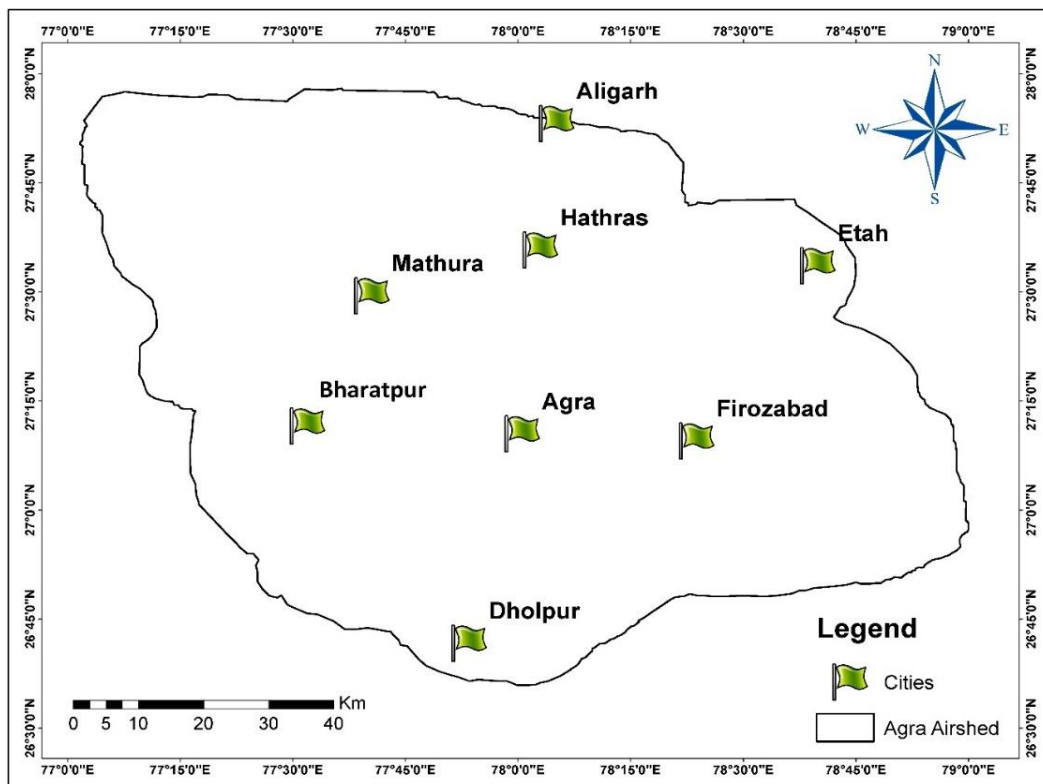 77°0'0"E 77°15'0"E 77°30'0"E 77°45'0"E 78°0'0"E 78°15'0"E 78°30'0"E 78°45'0"E 79°0'0"E
28°0'0"N
27°45'0"N
27°30'0"N
27°15'0"N
27°0'0"N
26°45'0"N
26°30'0"N
N
W E
S
Aligarh
Hathras
Etah
Mathura
Bharatpur
Agra
Firozabad
Dholpur
Legend
Cities
Agra Airshed
Km
0 5 10 20 30 40
28°0'0"N
27°45'0"N
27°30'0"N
27°15'0"N
27°0'0"N
26°45'0"N
26°30'0"N
77°0'0"E 77°15'0"E 77°30'0"E 77°45'0"E 78°0'0"E 78°15'0"E 78°30'0"E 78°45'0"E 79°0'0"E